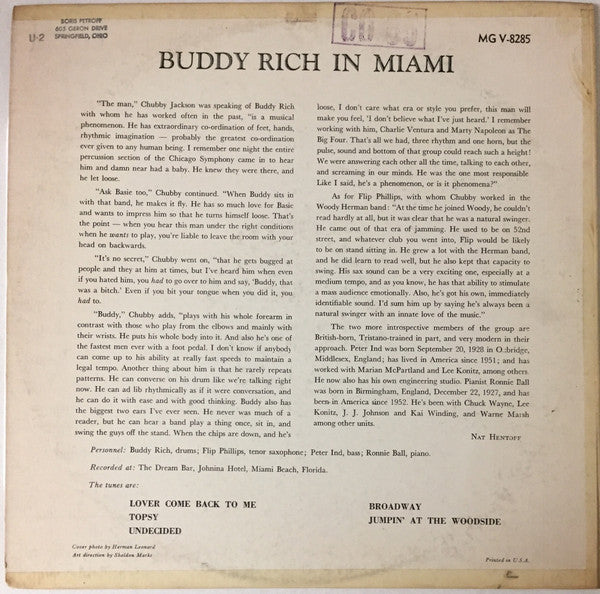 BORIS PETROFF
605 GERON DRIVE
U-2 SPRINGFIELD, OHIO
MG V-8285
BUDDY RICH IN MIAMI
"The man," Chubby Jackson was speaking of Buddy Rich
with whom he has worked often in the past, "is a musical
phenomenon. He has extraordinary co-ordination of feet, hands,
rhythmic imagination — probably the greatest co-ordination
ever given to any human being. I remember one night the entire
percussion section of the Chicago Symphony came in to hear
him and damn near had a baby. He knew they were there, and
he let loose.
"Ask Basie too," Chubby continued. "When Buddy sits in
with that band, he makes it fly. He has so much love for Basie
and wants to impress him so that he turns himself loose. That's
the point — when you hear this man under the right conditions
when he wants to play, you're liable to leave the room with your
head on backwards.
"It's no secret," Chubby went on, "that he gets bugged at
people and they at him at times, but I've heard him when even
if you hated him, you had to go over to him and say, 'Buddy, that
was a bitch.' Even if you bit your tongue when you did it, you
had to.
"Buddy," Chubby adds, "plays with his whole forearm in
contrast with those who play from the elbows and mainly with
their wrists. He puts his whole body into it. And also he's one of
the fastest men ever with a foot pedal. I don't know if anybody
can come up to his ability at really fast speeds to maintain a
legal tempo. Another thing about him is that he rarely repeats
patterns. He can converse on his drum like we're talking right
now. He can ad lib rhythmically as if it were conversation, and
he can do it with ease and with good thinking. Buddy also has
the biggest two ears I've ever seen. He never was much of a
reader, but he can hear a band play a thing once, sit in, and
swing the guys off the stand. When the chips are down, and he's
loose, I don't care what era or style you prefer, this man will
make you feel, 'I don't believe what I've just heard.' I remember
working with him, Charlie Ventura and Marty Napoleon as The
Big Four. That's all we had, three rhythm and one horn, but the
pulse, sound and bottom of that group could reach such a height!
We were answering each other all the time, talking to each other,
and screaming in our minds. He was the one most responsible
Like I said, he's a phenomenon, or is it phenomena?"
As for Flip Phillips, with whom Chubby worked in the
Woody Herman band: "At the time he joined Woody, he couldn't
read hardly at all, but it was clear that he was a natural swinger.
He came out of that era of jamming. He used to be on 52nd
street, and whatever club you went into, Flip would be likely
to be on stand sitting in. He grew a lot with the Herman band,
and he did learn to read well, but he also kept that capacity to
swing. His sax sound can be a very exciting one, especially at a
medium tempo, and as you know, he has that ability to stimulate
a mass audience emotionally. Also, he's got his own, immediately
identifiable sound. I'd sum him up by saying he's always been a
natural swinger with an innate love of the music."
The two more introspective members of the group are
British-born, Tristano-trained in part, and very modern in their
approach. Peter Ind was born September 20, 1928 in
Middlesex, England; has lived in America since 1951; and has
worked with Marian McPartland and Lee Konitz, among others.
He now also has his own engineering studio. Pianist Ronnie Ball
was born in Birmingham, England, December 22, 1927, and has
been in America since 1952. He's been with Chuck Wayne, Lee
Konitz, J. J. Johnson and Kai Winding, and Warne Marsh
among other units.
NAT HENTOFF
Personnel: Buddy Rich, drums; Flip Phillips, tenor saxophone; Peter Ind, bass; Ronnie Ball, piano.
Recorded at: The Dream Bar, Johnina Hotel, Miami Beach, Florida.
The tunes are:
LOVER COME BACK TO ME
TOPSY
UNDECIDED
BROADWAY
JUMPIN' AT THE WOODSIDE
Cover photo by Herman Leonard
Art direction by Sheldon Marks
Printed in U.S.A.